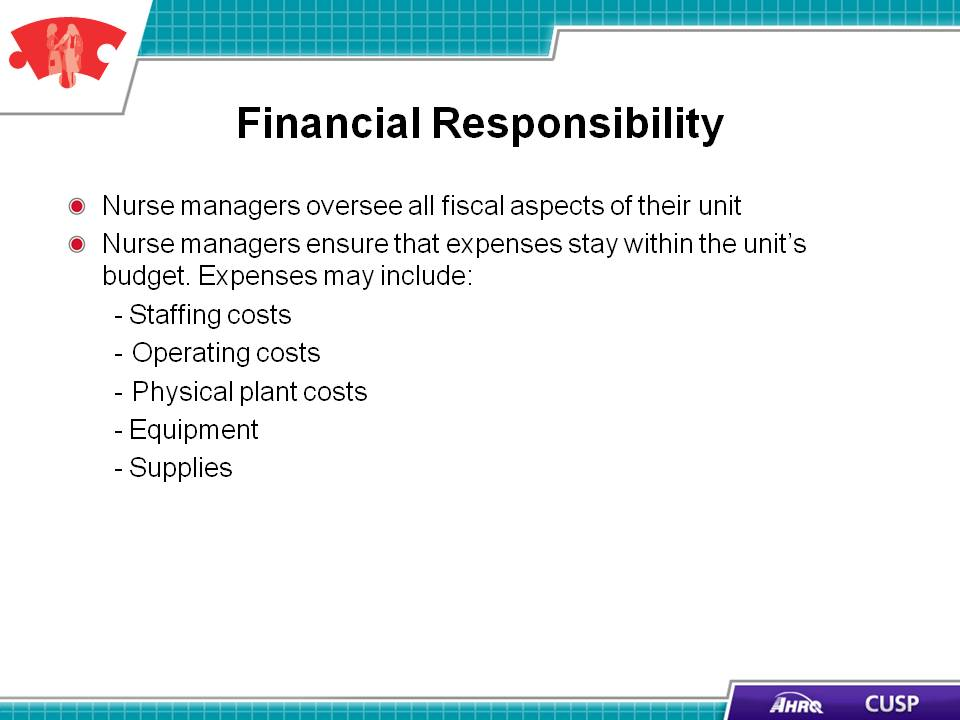 Financial Responsibility
Nurse managers oversee all fiscal aspects of their unit
Nurse managers ensure that expenses stay within the unit’s
budget. Expenses may include:
- Staffing costs
- Operating costs
- Physical plant costs
- Equipment
- Supplies
AHRQ CUSP